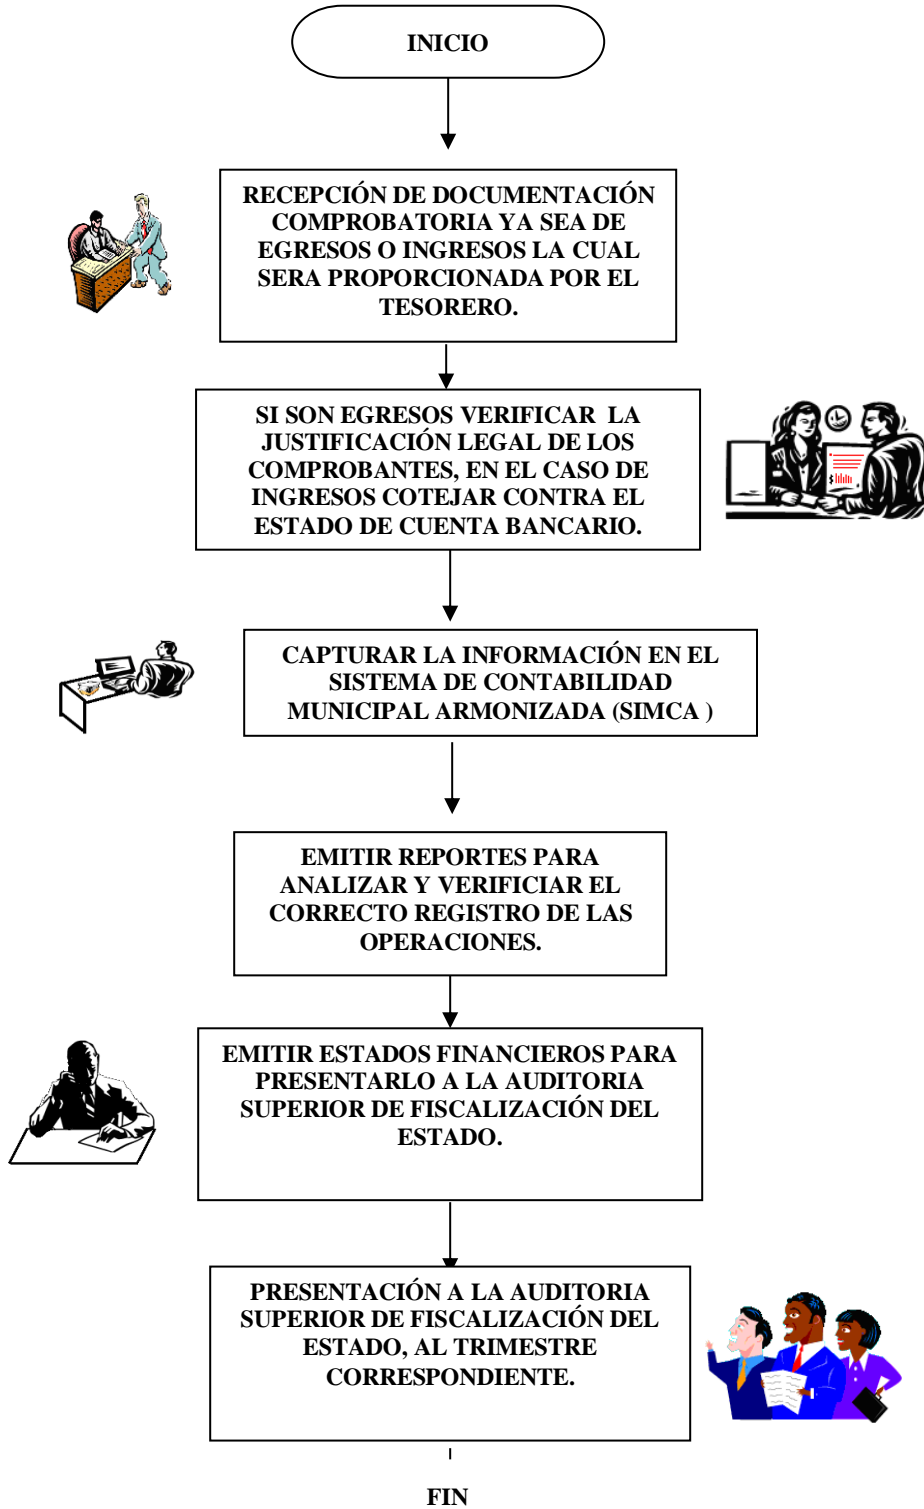 INICIO
RECEPCIÓN DE DOCUMENTACIÓN
COMPROBATORIA YA SEA DE
EGRESOS O INGRESOS LA CUAL
SERA PROPORCIONADA POR EL
TESORERO.
SI SON EGRESOS VERIFICAR LA
JUSTIFICACIÓN LEGAL DE LOS
COMPROBANTES, EN EL CASO DE
INGRESOS COTEJAR CONTRA EL
ESTADO DE CUENTA BANCARIO.
$
CAPTURAR LA INFORMACIÓN EN EL
SISTEMA DE CONTABILIDAD
MUNICIPAL ARMONIZADA (SIMCA )
EMITIR REPORTES PARA
ANALIZAR Y VERIFICIAR EL
CORRECTO REGISTRO DE LAS
OPERACIONES.
EMITIR ESTADOS FINANCIEROS PARA
PRESENTARLO A LA AUDITORIA
SUPERIOR DE FISCALIZACIÓN DEL
ESTADO.
PRESENTACIÓN A LA AUDITORIA
SUPERIOR DE FISCALIZACIÓN DEL
ESTADO, AL TRIMESTRE
CORRESPONDIENTE.
FIN